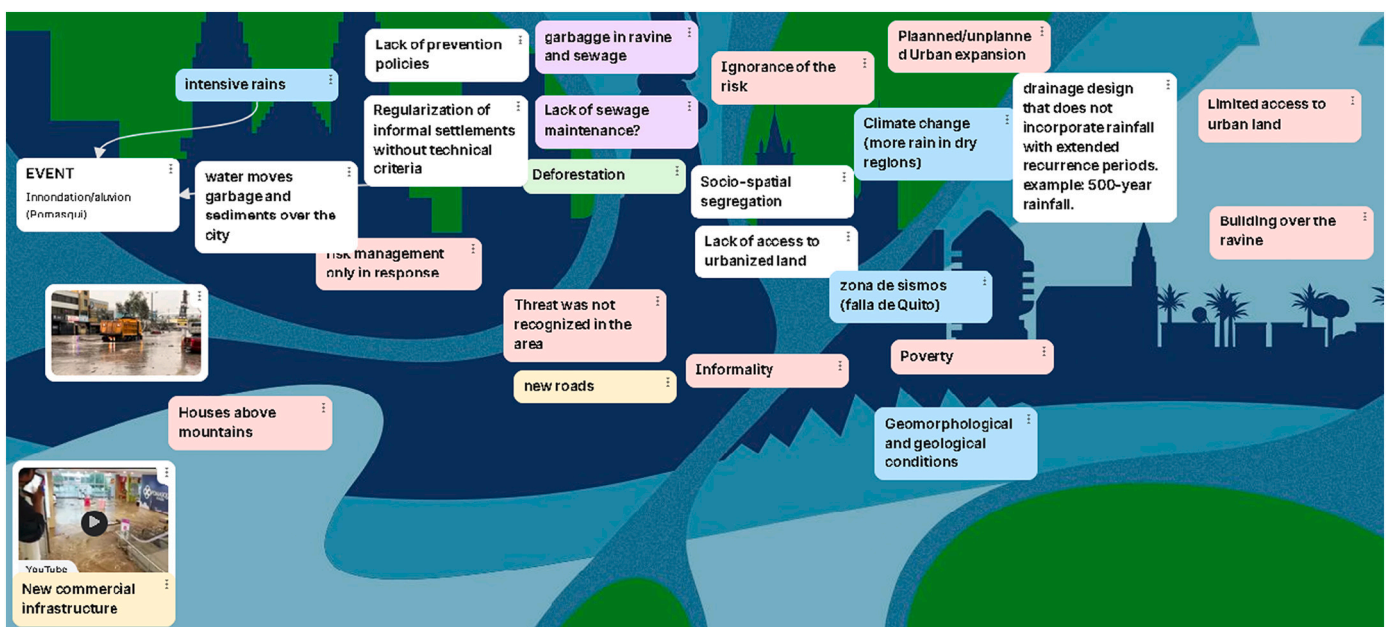 Lack of prevention
policies
garbagge in ravine
and sewage
Plaanned/unplanne
d Urban expansion
Ignorance of the
risk
intensive rains
Regularization of
informal settlements
without technical
criteria
Lack of sewage
maintenance?
Climate change
(more rain in dry
reglons)
drainage design
that does not
incorporate rainfall
with extended
recurrence periods.
example: 500-year
rainfall.
Limited access to
urban land
EVENT
Innondation/aluvion
(Pomasqui)
water moves
garbage and
sediments over the
city
Deforestation
Socio-spatial
segregation
Building over the
ravine
Lack of access to
urbanized land
risk management
only in response
zona de sismos
(falla de Quito)
Threat was not
recognized in the
area
Informality
Poverty
new roads
Houses above
mountains
Geomorphological
and geological
conditions
YouTube
New commercial
infrastructure